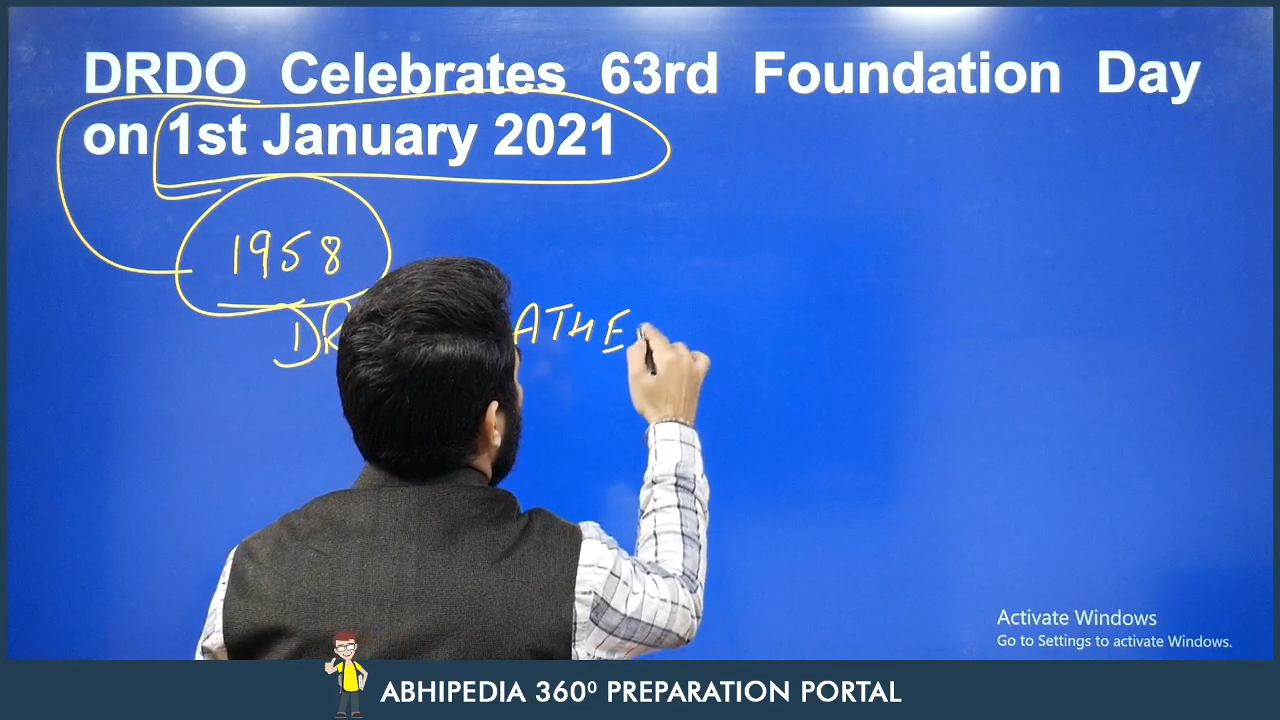 DRDO Celebrates 63rd Foundation Day
on 1st January 2021
1958
Activate Windows
Go to Settings to activate Windows.
ABHIPEDIA 360⁰ PREPARATION PORTAL